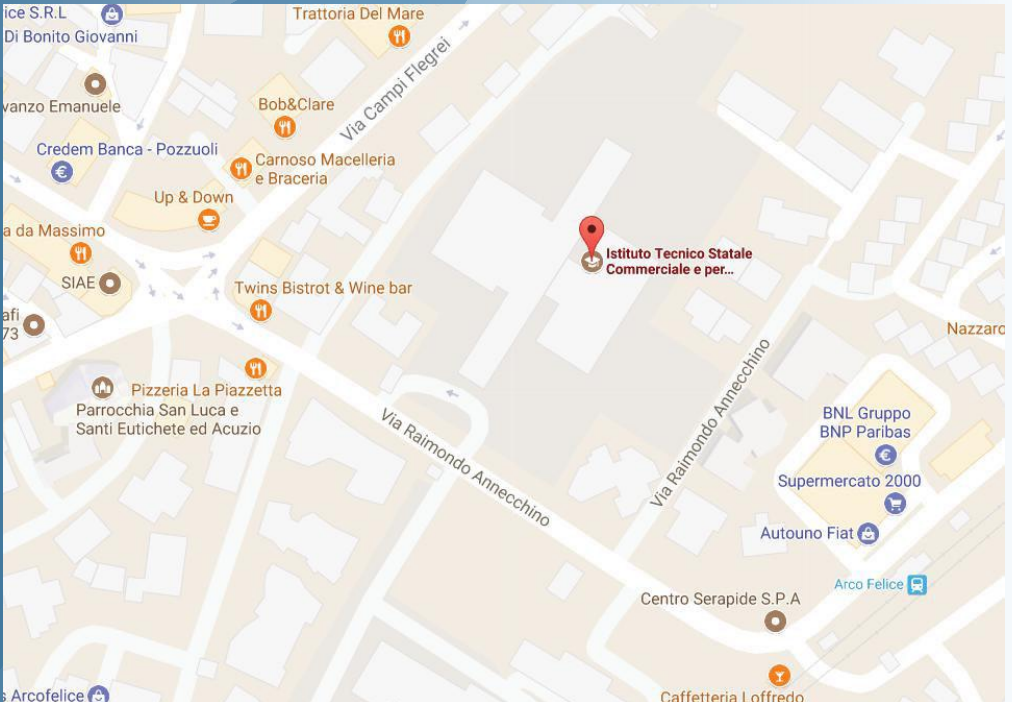 ice S.R.L
Di Bonito Giovanni
Trattoria Del Mare
Via Campi Flegrei
vanzo Emanuele
Bob&Clare
Credem Banca - Pozzuoli
Carnoso Macelleria
e Braceria
Up & Down
a da Massimo
Istituto Tecnico Statale
Commerciale e per...
SIAE
Twins Bistrot & Wine bar
afi
73
Nazzaro
Via Raimondo Annecchino
Pizzeria La Piazzetta
Parrocchia San Luca e
Santi Eutichete ed Acuzio
BNL Gruppo
BNP Paribas
Via Raimondo Annecchino
Supermercato 2000
Autouno Fiat
Arco Felice
Centro Serapide S.P.A
s Arcofelice
Caffetteria Loffredo